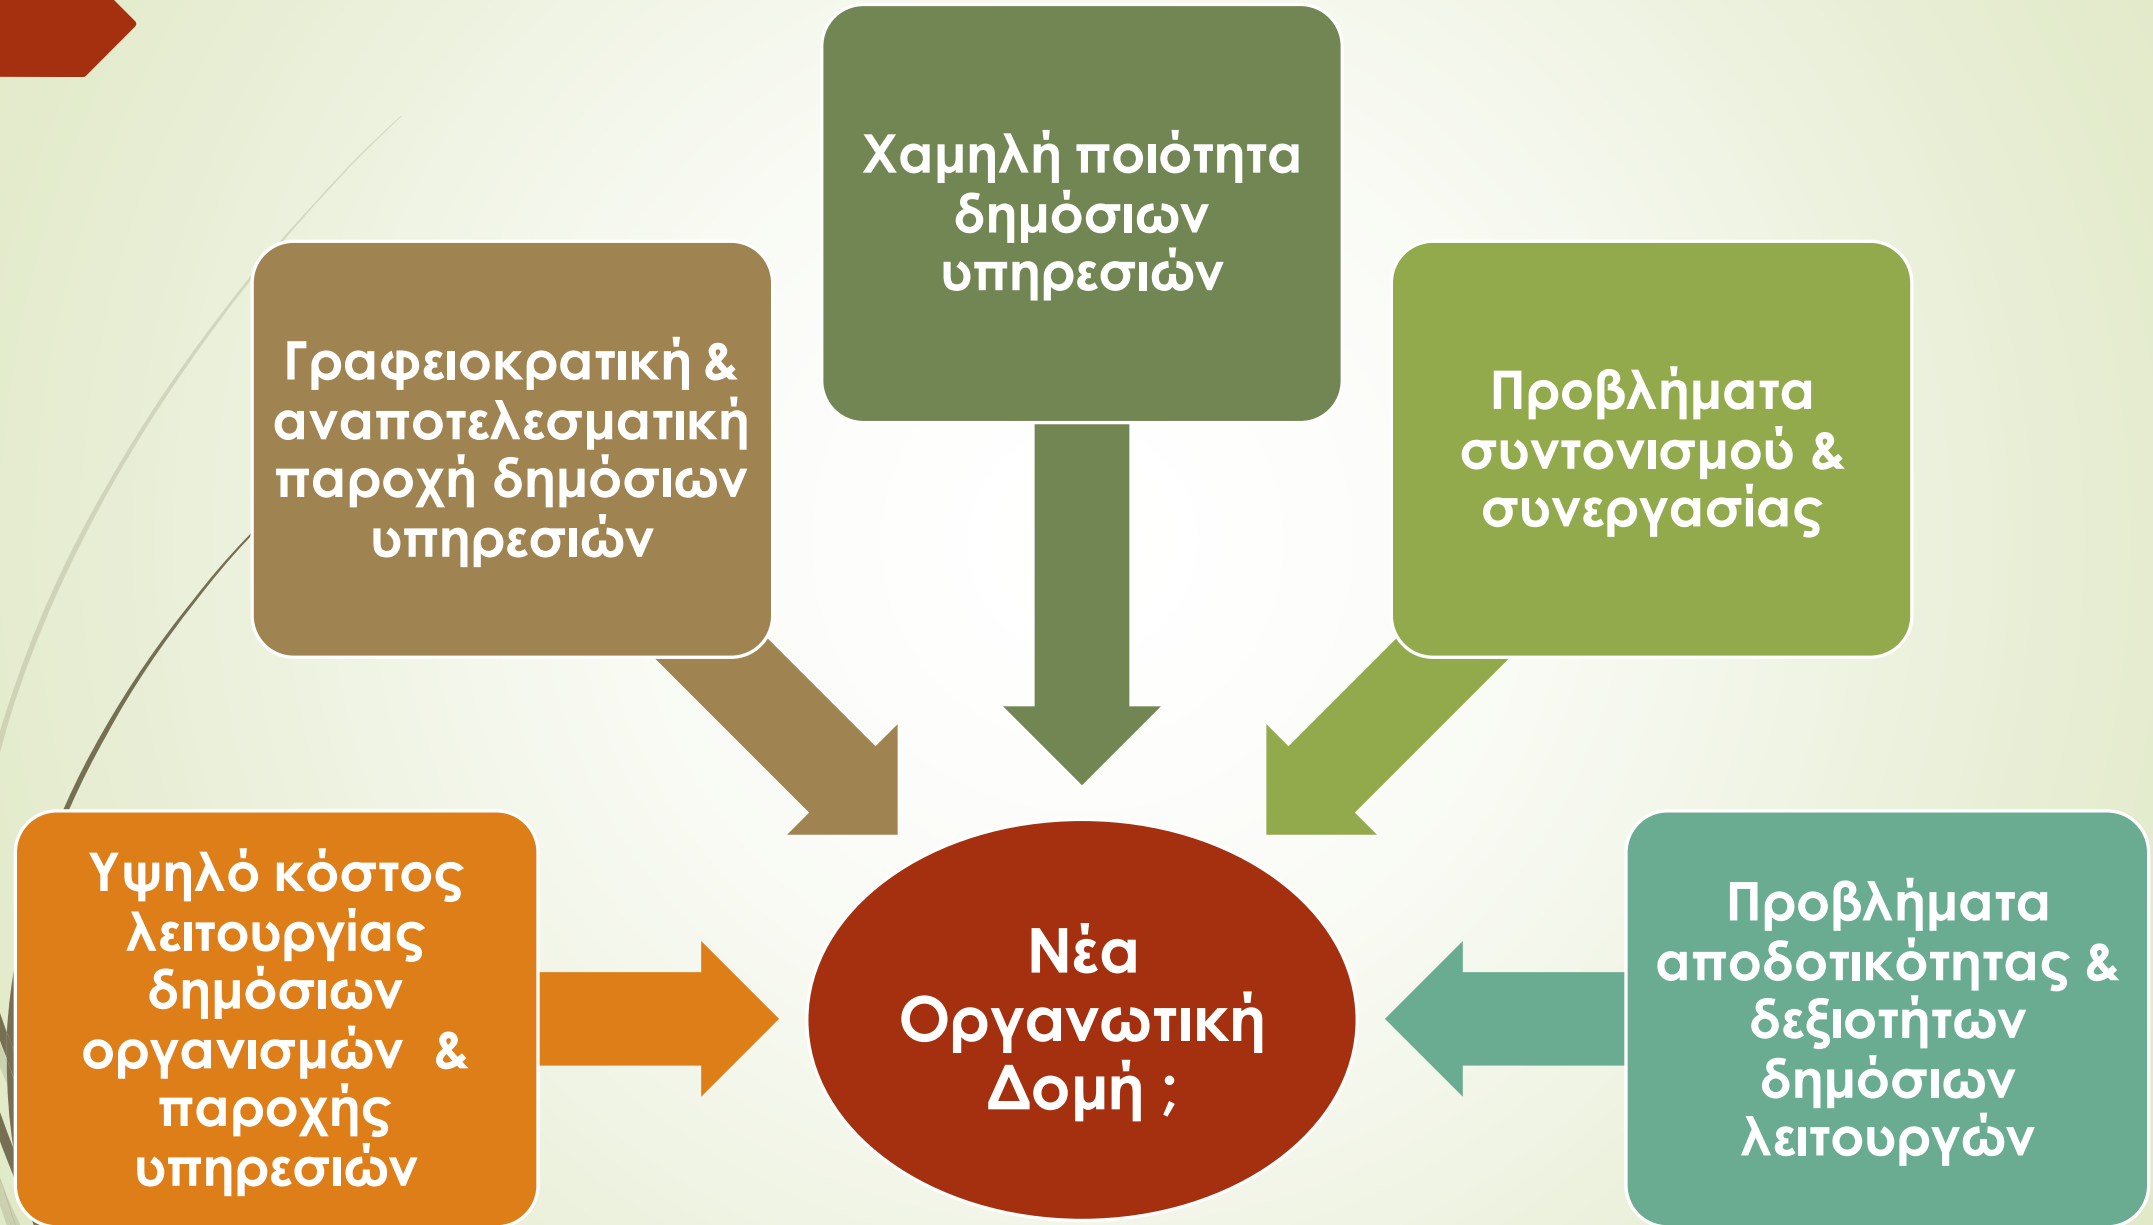 Χαμηλή ποιότητα
δημόσιων
υπηρεσιών
Γραφειοκρατική &
αναποτελεσματική
παροχή δημόσιων
υπηρεσιών
Προβλήματα
συντονισμού &
συνεργασίας
Υψηλό κόστος
λειτουργίας
δημόσιων
οργανισμών &
παροχής
υπηρεσιών
Νέα
Οργανωτική
Δομή ;
Προβλήματα
αποδοτικότητας &
δεξιοτήτων
δημόσιων
λειτουργών